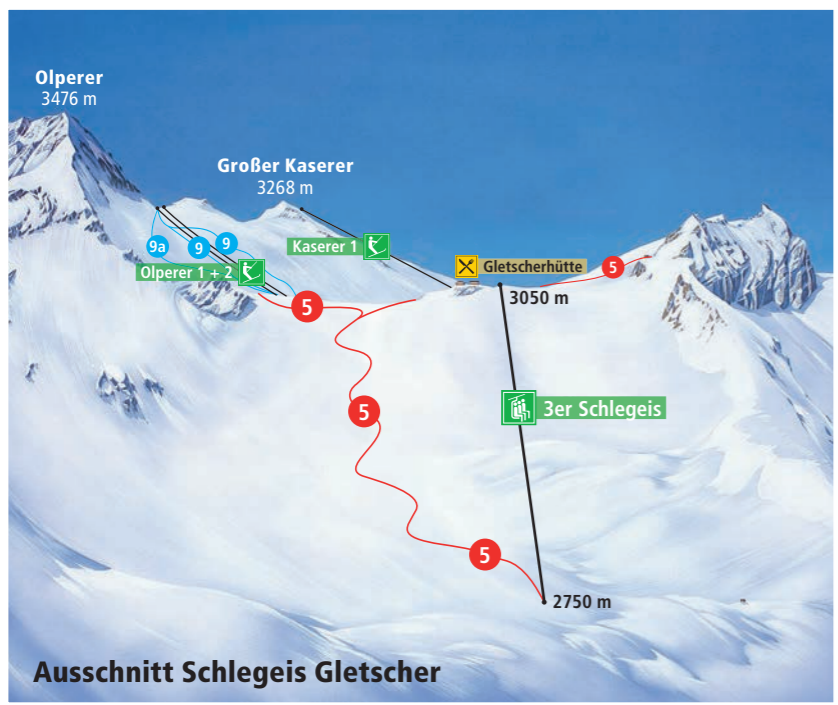 Olperer
3476 m
Großer Kaserer
3268 m
9a
9
9
Kaserer 1
Olperer 1 + 2
Gletscherhütte
5
3050 m
5
5
3er Schlegeis
5
2750 m
Ausschnitt Schlegeis Gletscher